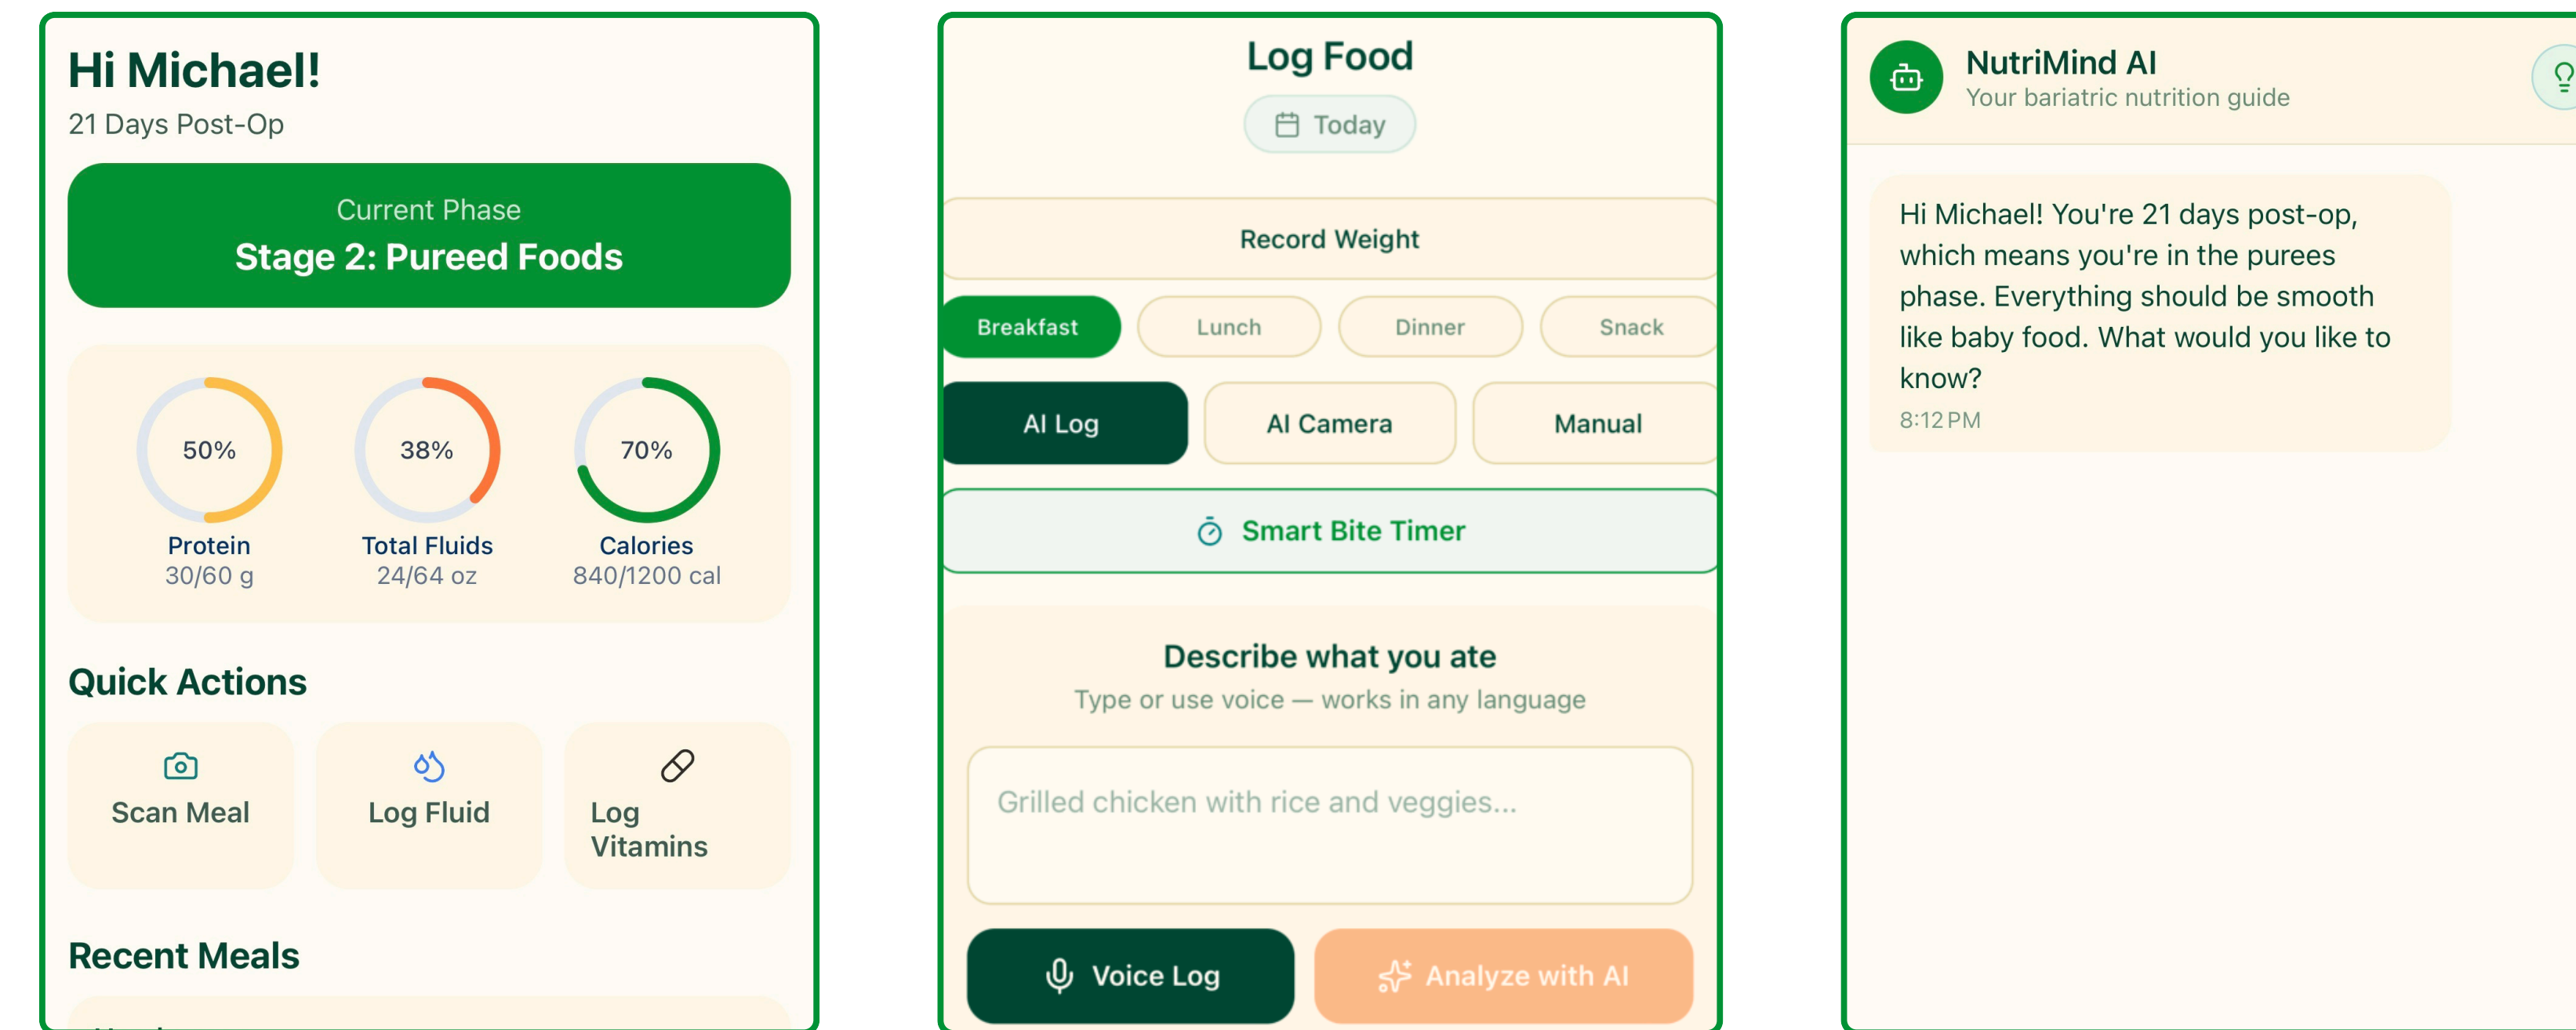 Hi Michael!
21 Days Post-Op
Current Phase
Stage 2: Pureed Foods
50%
38%
70%
Protein
Total Fluids
Calories
30/60 g
24/64 oz
840/1200 cal
Quick Actions
Scan Meal
Log Fluid
Log
Vitamins
Recent Meals
Log Food
Today
Record Weight
Breakfast
Lunch
Dinner
Snack
AI Log
AI Camera
Manual
Smart Bite Timer
Describe what you ate
Type or use voice — works in any language
Grilled chicken with rice and veggies...
Voice Log
Analyze with AI
NutriMind AI
Your bariatric nutrition guide
Hi Michael! You're 21 days post-op,
which means you're in the purees
phase. Everything should be smooth
like baby food. What would you like to
know?
8:12 PM